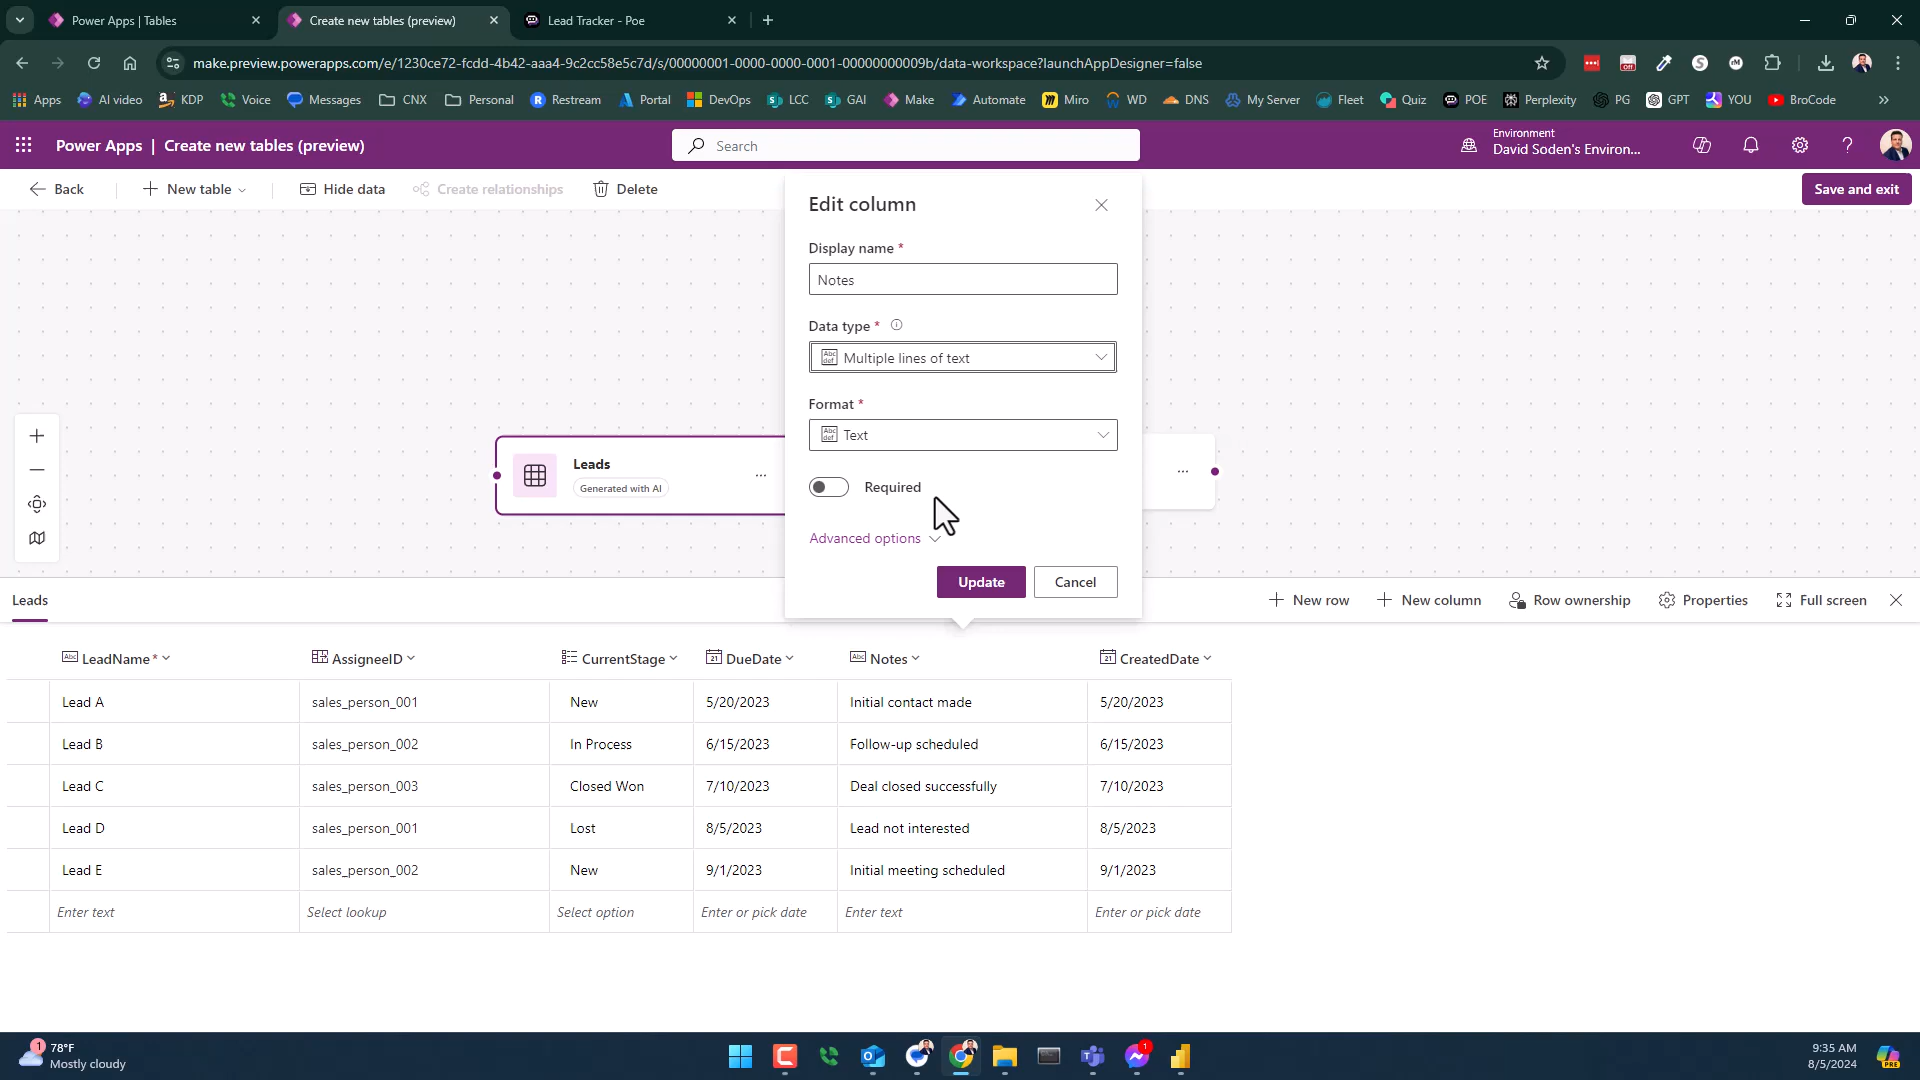 Power Apps | Tables
Create new tables (preview)
Lead Tracker - Poe
make.preview.powerapps.com/e/1230ce72-fcdd-4b42-aaa4-9c2cc58e5c7d/s/00000001-0000-0000-0001-00000000009b/data-workspace?launchAppDesigner=false
Apps AI video KDP Voice Messages CNX Personal Restream Portal DevOps LCC GAI Make Automate Miro WD DNS My Server Fleet Quiz POE Perplexity PG GPT YOU BroCode
Power Apps | Create new tables (preview)
Search
Environment
David Soden's Environ...
Back
New table
Hide data
Create relationships
Delete
Save and exit
Edit column
Display name *
Notes
Data type *
Abc def Multiple lines of text
Format *
Abc def Text
Required
Advanced options
Update
Cancel
Leads
Generated with AI
Leads
New row
New column
Row ownership
Properties
Full screen
Abc LeadName * AssigneeID CurrentStage DueDate Abc Notes CreatedDate
Lead A sales_person_001 New 5/20/2023 Initial contact made 5/20/2023
Lead B sales_person_002 In Process 6/15/2023 Follow-up scheduled 6/15/2023
Lead C sales_person_003 Closed Won 7/10/2023 Deal closed successfully 7/10/2023
Lead D sales_person_001 Lost 8/5/2023 Lead not interested 8/5/2023
Lead E sales_person_002 New 9/1/2023 Initial meeting scheduled 9/1/2023
Enter text Select lookup Select option Enter or pick date Enter text Enter or pick date
1
78°F
Mostly cloudy
1
9:35 AM
8/5/2024
PRE